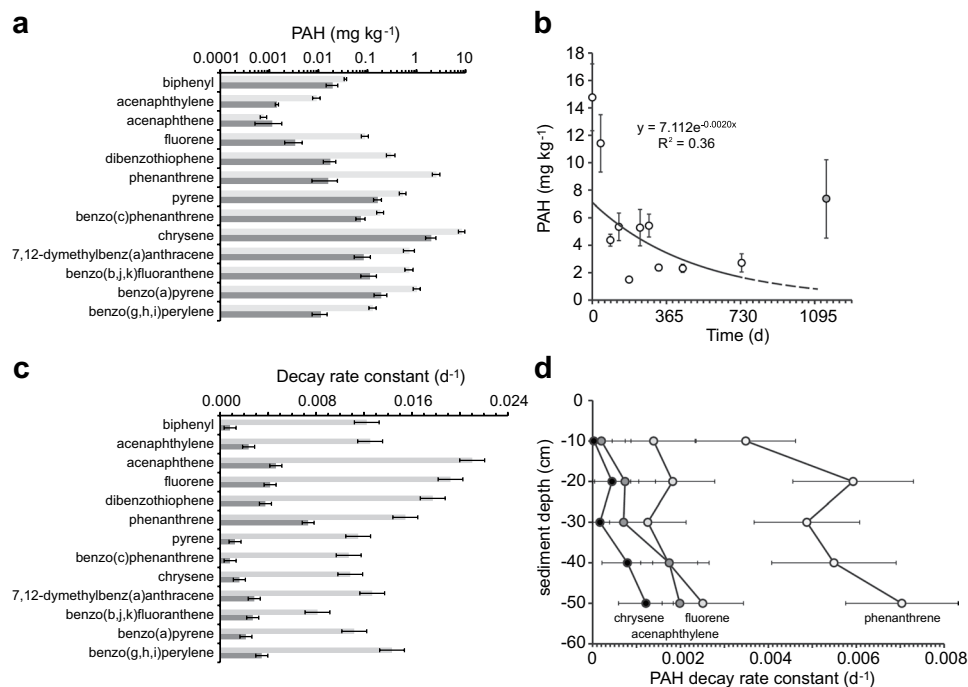 a
PAH (mg kg-1)
0.0001 0.001 0.01 0.1 1 10
biphenyl
acenaphthylene
acenaphthene
fluorene
dibenzothiophene
phenanthrene
pyrene
benzo(c)phenanthrene
chrysene
7,12-dymethylbenz(a)anthracene
benzo(b,j,k)fluoranthene
benzo(a)pyrene
benzo(g,h,i)perylene
b
PAH (mg kg-1)
18
16
14
12
10
8
6
4
2
0
y = 7.112e-0.0020x
R2 = 0.36
0 365 730 1095
Time (d)
c
Decay rate constant (d-1)
0.000 0.008 0.016 0.024
biphenyl
acenaphthylene
acenaphthene
fluorene
dibenzothiophene
phenanthrene
pyrene
benzo(c)phenanthrene
chrysene
7,12-dymethylbenz(a)anthracene
benzo(b,j,k)fluoranthene
benzo(a)pyrene
benzo(g,h,i)perylene
d
sediment depth (cm)
0
-10
-20
-30
-40
-50
-60
chrysene fluorene phenanthrene
acenaphthylene
0 0.002 0.004 0.006 0.008
PAH decay rate constant (d-1)